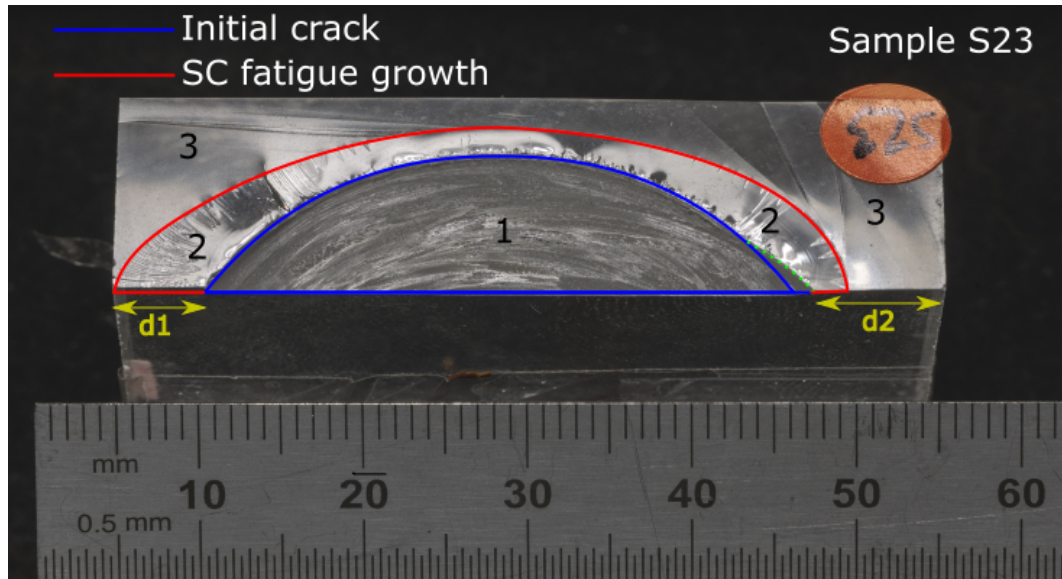 Initial crack
SC fatigue growth
Sample S23
S23
3
2
1
2
3
d1
d2
mm
10 20 30 40 50 60
0.5 mm